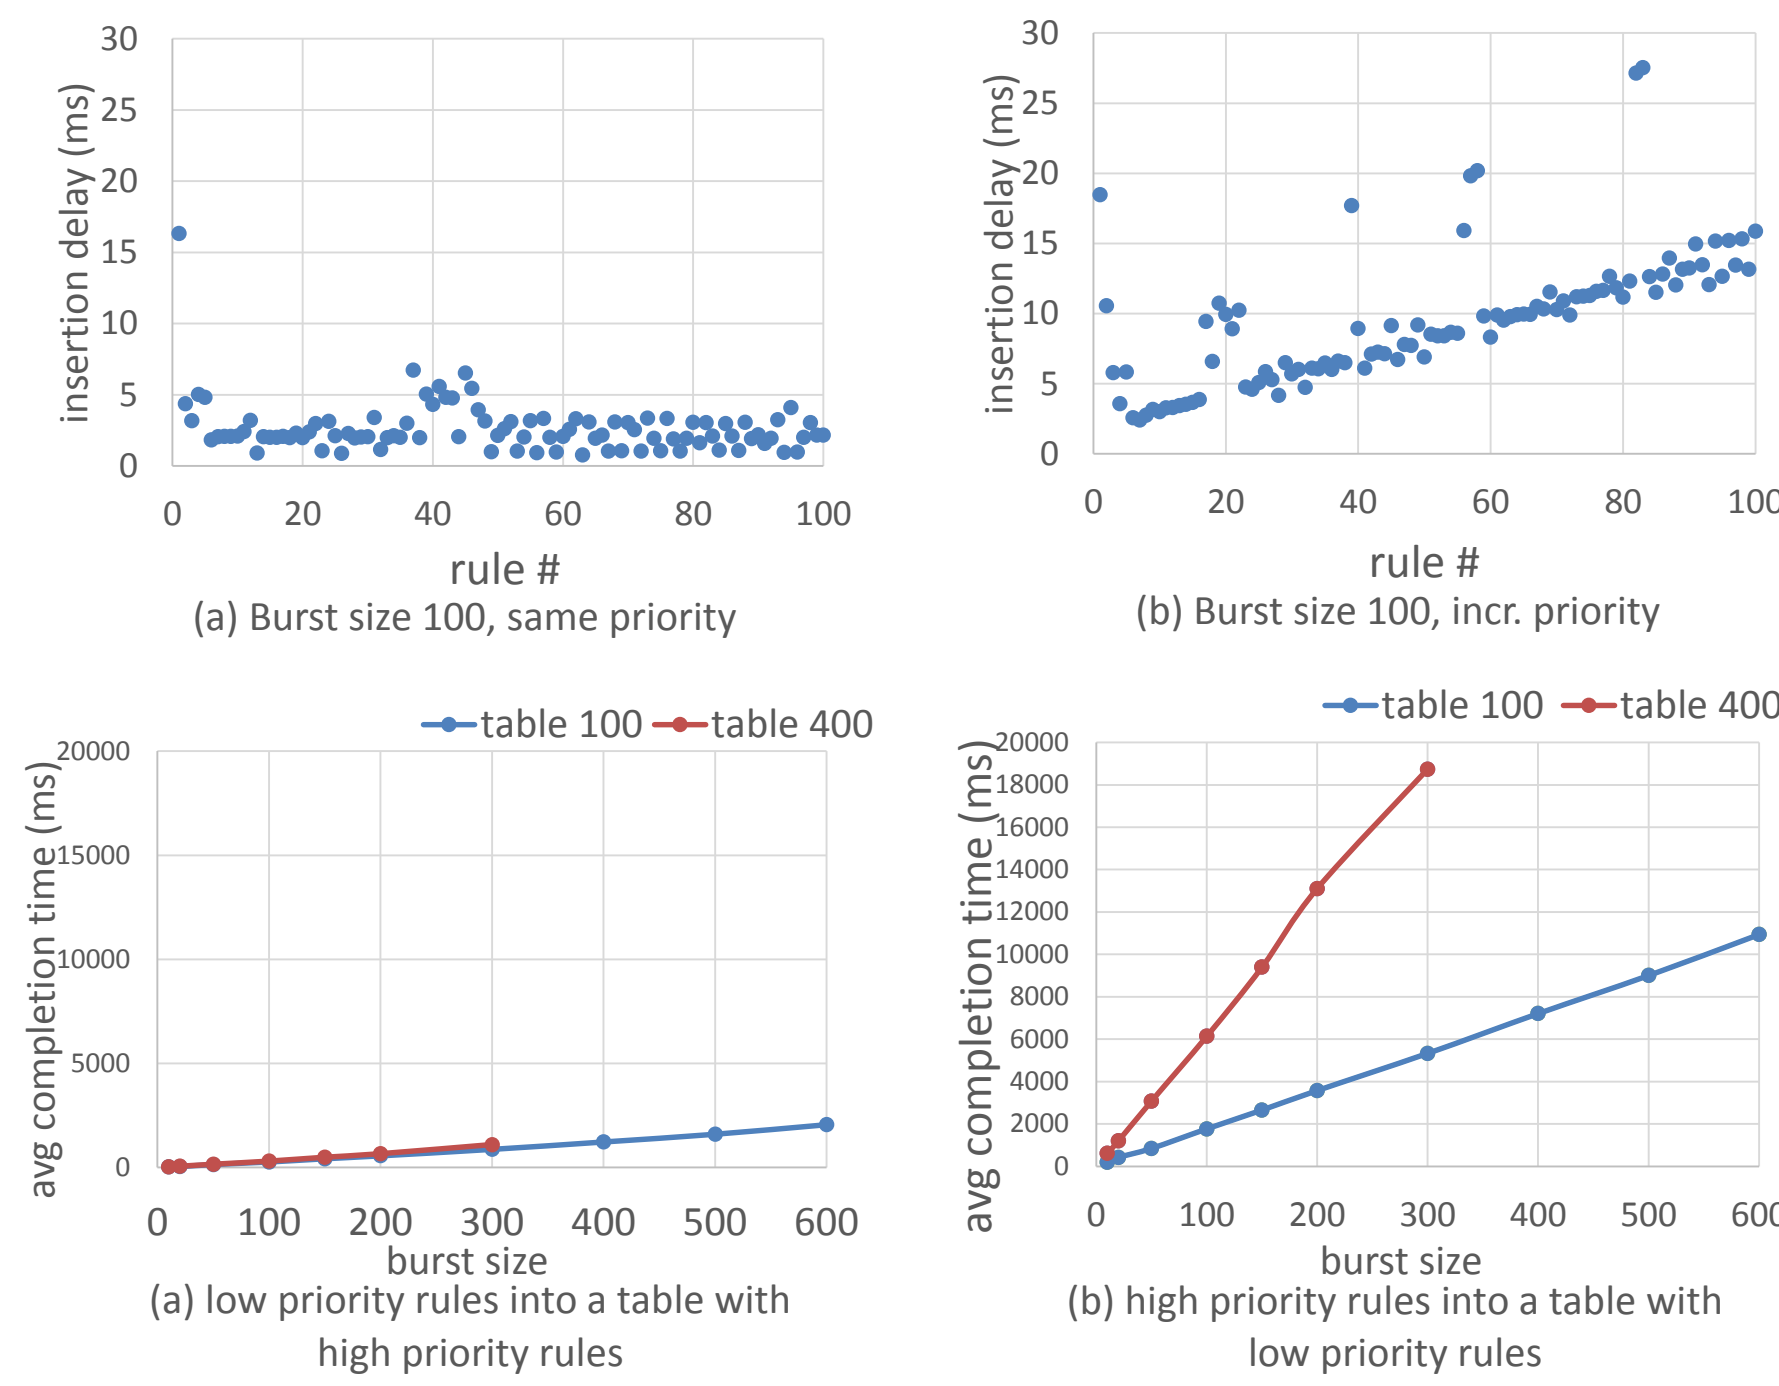 30
25
20
15
10
5
0
insertion delay (ms)
0 20 40 60 80 100
rule #
(a) Burst size 100, same priority
30
25
20
15
10
5
0
insertion delay (ms)
0 20 40 60 80 100
rule #
(b) Burst size 100, incr. priority
table 100 table 400
20000
15000
10000
5000
0
avg completion time (ms)
0 100 200 300 400 500 600
burst size
(a) low priority rules into a table with
high priority rules
table 100 table 400
20000
18000
16000
14000
12000
10000
8000
6000
4000
2000
0
avg completion time (ms)
0 100 200 300 400 500 600
burst size
(b) high priority rules into a table with
low priority rules